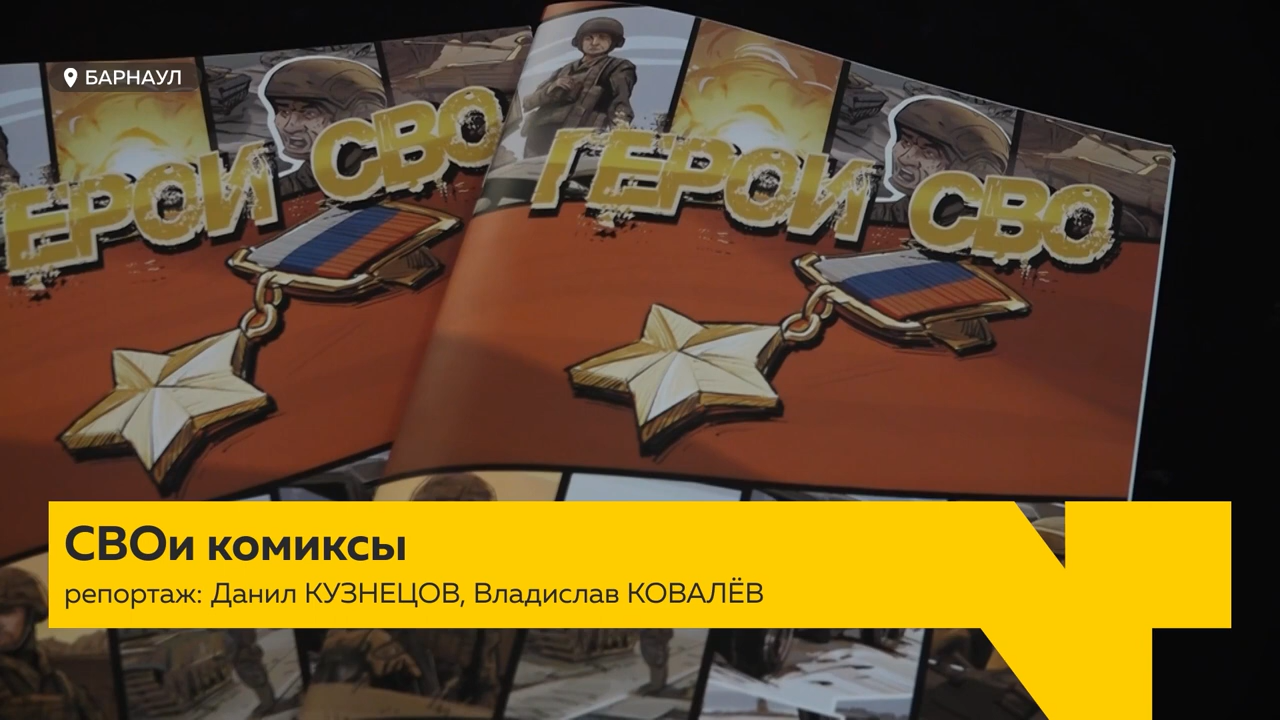 БАРНАУЛ
ЕРОИ СВО
ГЕРОИ СВО
СВОи комиксы
репортаж: Данил КУЗНЕЦОВ, Владислав КОВАЛЁВ